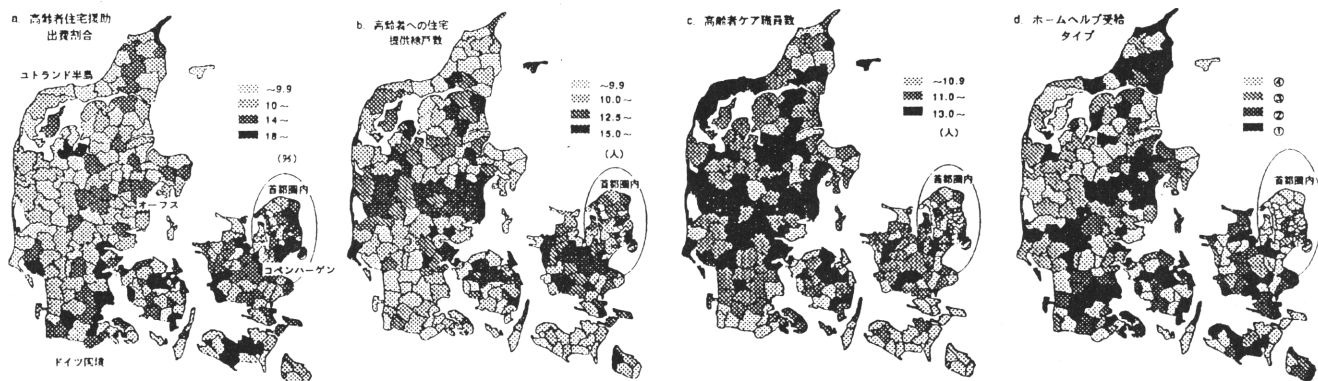 a. 高齢者住宅援助
出費割合
ユトランド半島
～9.9
10～
14～
18～
(%)
首都圏内
オーフス
コペンハーゲン
ドイツ国境
b. 高齢者への住宅
提供総戸数
～9.9
10.0～
12.5～
15.0～
(人)
首都圏内
c. 高齢者ケア職員数
～10.9
11.0～
13.0～
(人)
首都圏内
d. ホームヘルプ受給
タイプ
④
③
②
①
首都圏内